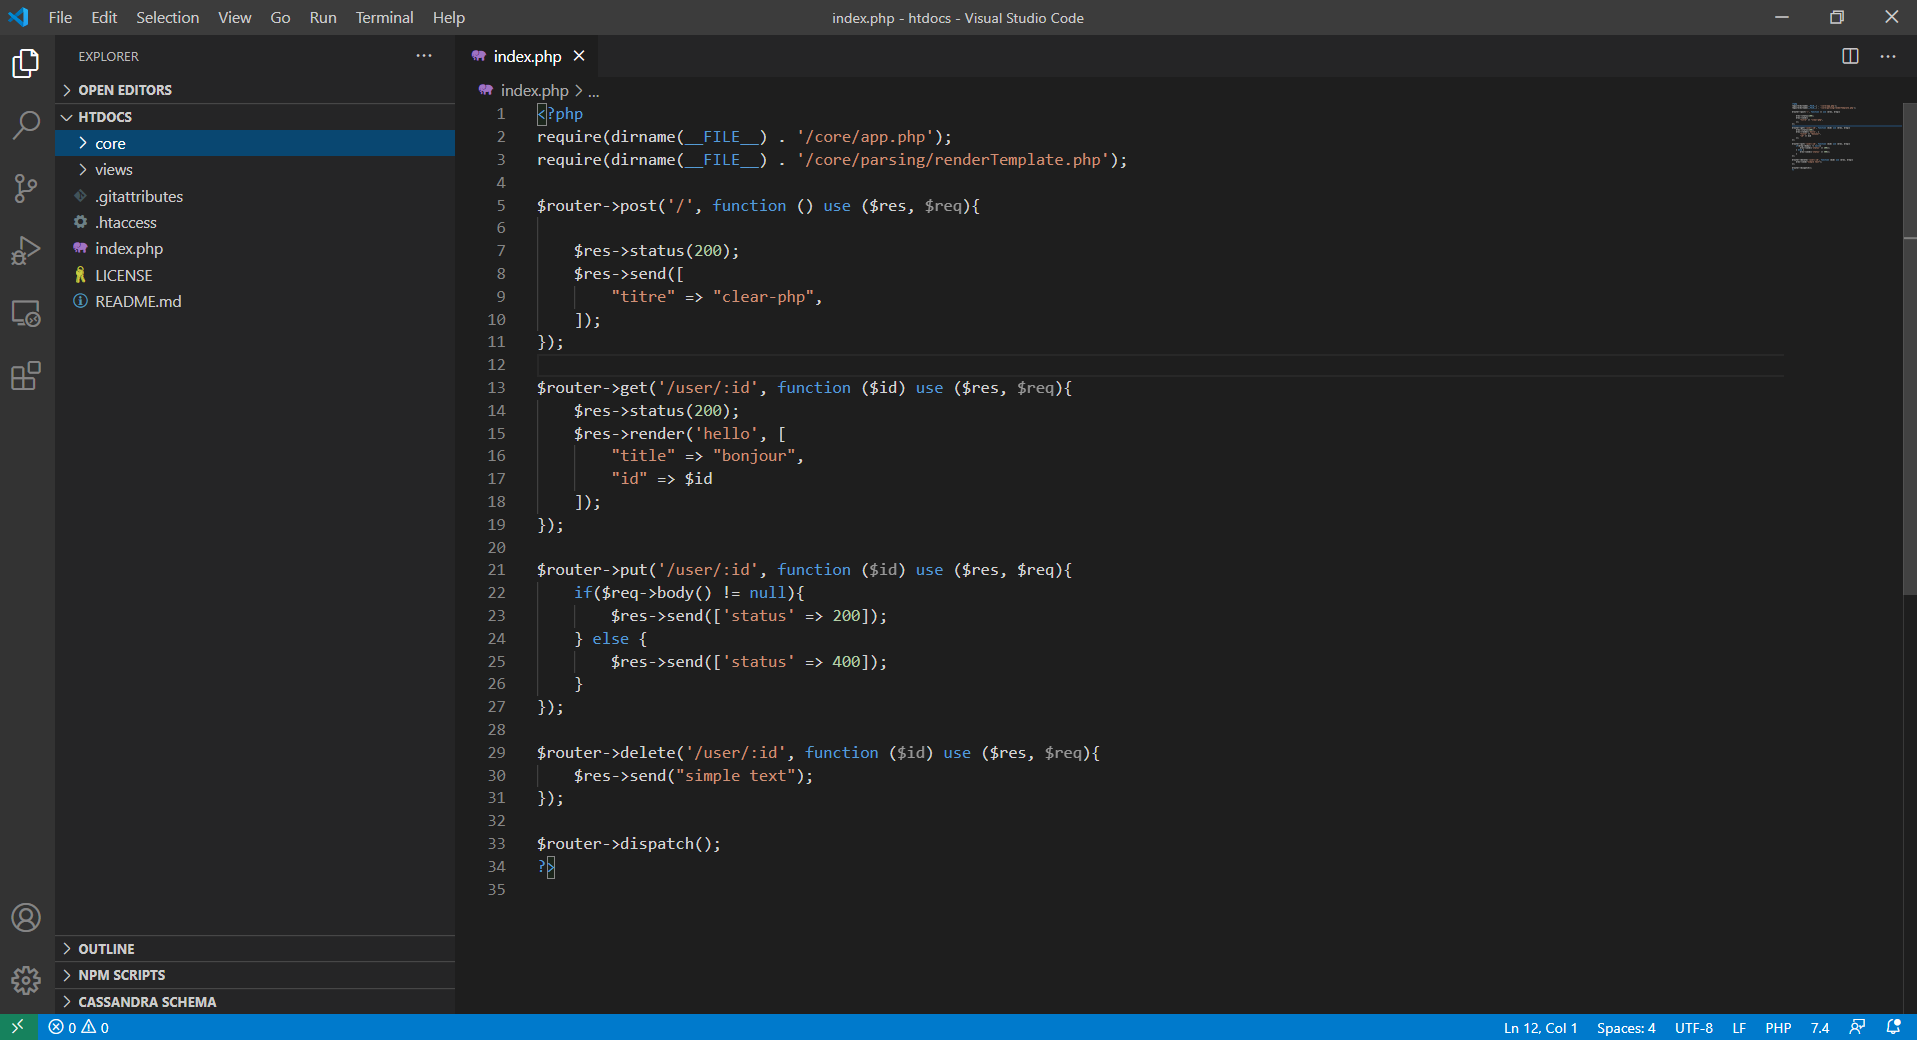 File Edit Selection View Go Run Terminal Help
index.php - htdocs - Visual Studio Code
EXPLORER
OPEN EDITORS
HTDOCS
core
views
.gitattributes
.htaccess
index.php
LICENSE
README.md
OUTLINE
NPM SCRIPTS
CASSANDRA SCHEMA
index.php
index.php > ...
1 <?php
2 require(dirname(__FILE__) . '/core/app.php');
3 require(dirname(__FILE__) . '/core/parsing/renderTemplate.php');
4
5 $router->post('/', function () use ($res, $req){
6
7     $res->status(200);
8     $res->send([
9         "titre" => "clear-php",
10     ]);
11 });
12
13 $router->get('/user/:id', function ($id) use ($res, $req){
14     $res->status(200);
15     $res->render('hello', [
16         "title" => "bonjour",
17         "id" => $id
18     ]);
19 });
20
21 $router->put('/user/:id', function ($id) use ($res, $req){
22     if($req->body() != null){
23         $res->send(['status' => 200]);
24     } else {
25         $res->send(['status' => 400]);
26     }
27 });
28
29 $router->delete('/user/:id', function ($id) use ($res, $req){
30     $res->send("simple text");
31 });
32
33 $router->dispatch();
34 ?>
35
0 0
Ln 12, Col 1 Spaces: 4 UTF-8 LF PHP 7.4